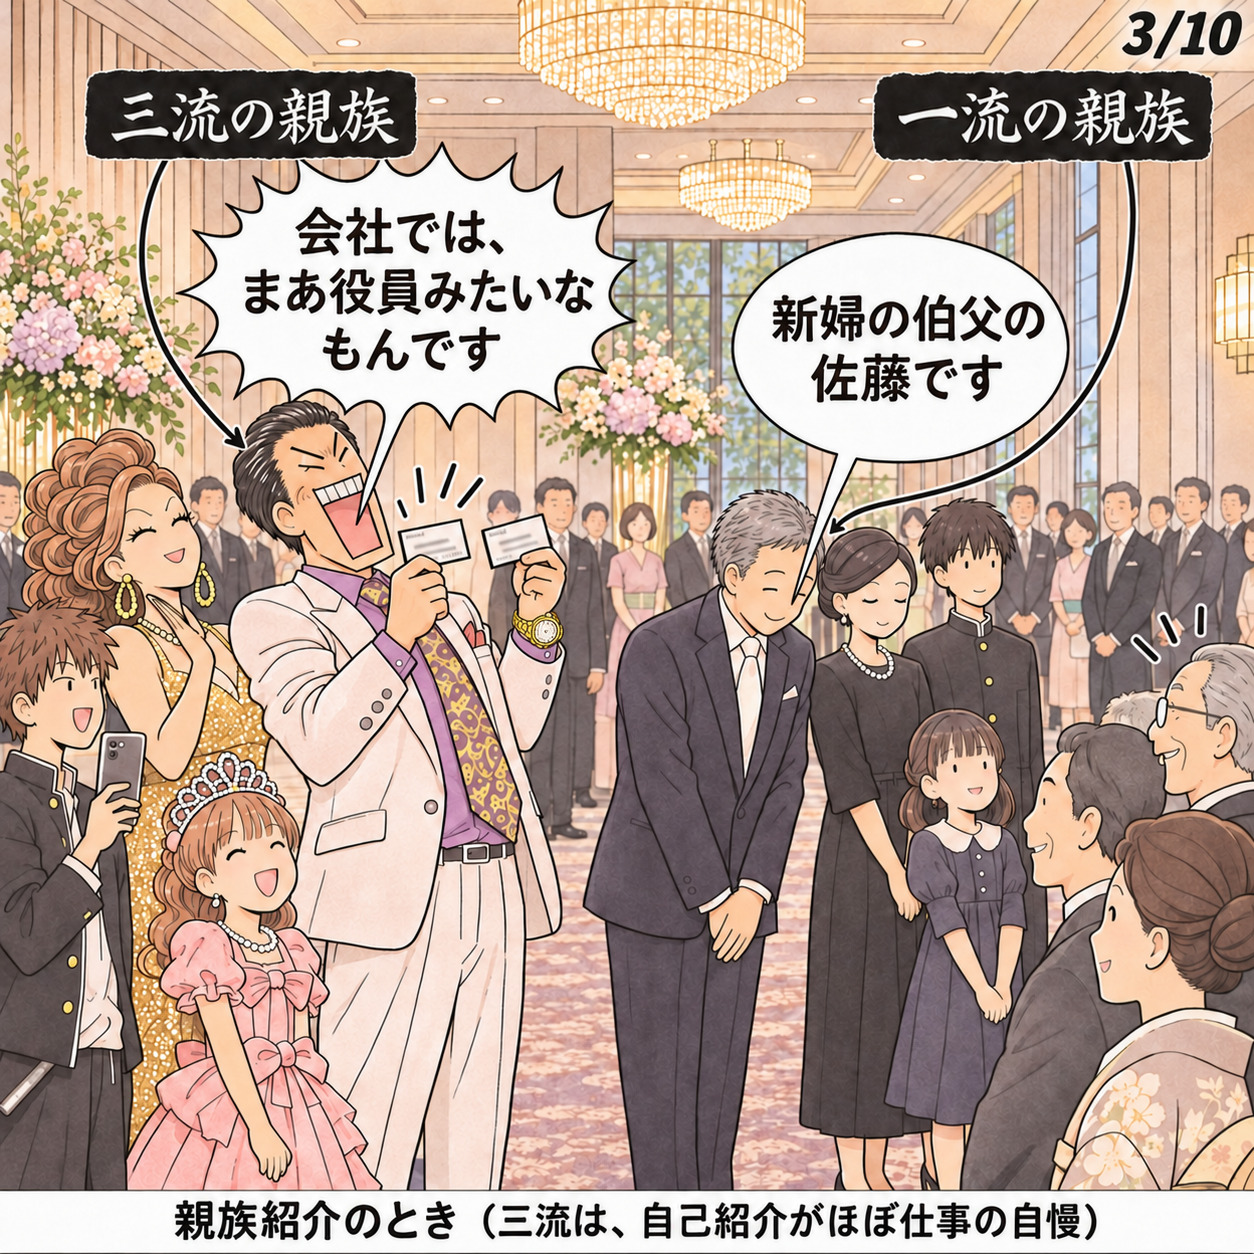 3/10
三流の親族
一流の親族
会社では、
まあ役員みたいな
もんです
新婦の伯父の
佐藤です
親族紹介のとき（三流は、自己紹介がほぼ仕事の自慢）